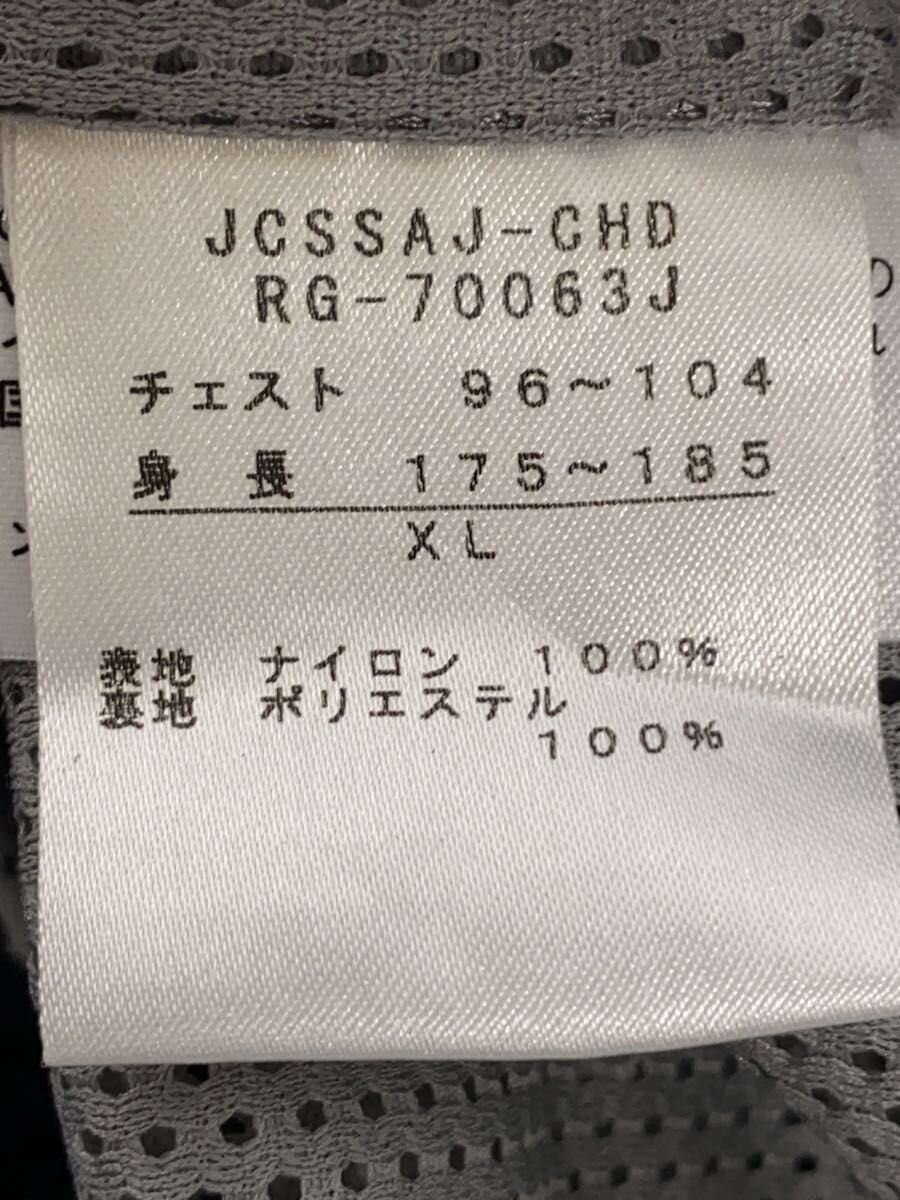 JCSSAJ-CHD
RG-70063J
チェスト 96～104
身長 175～185
XL
表地 ナイロン 100%
裏地 ポリエステル
100%